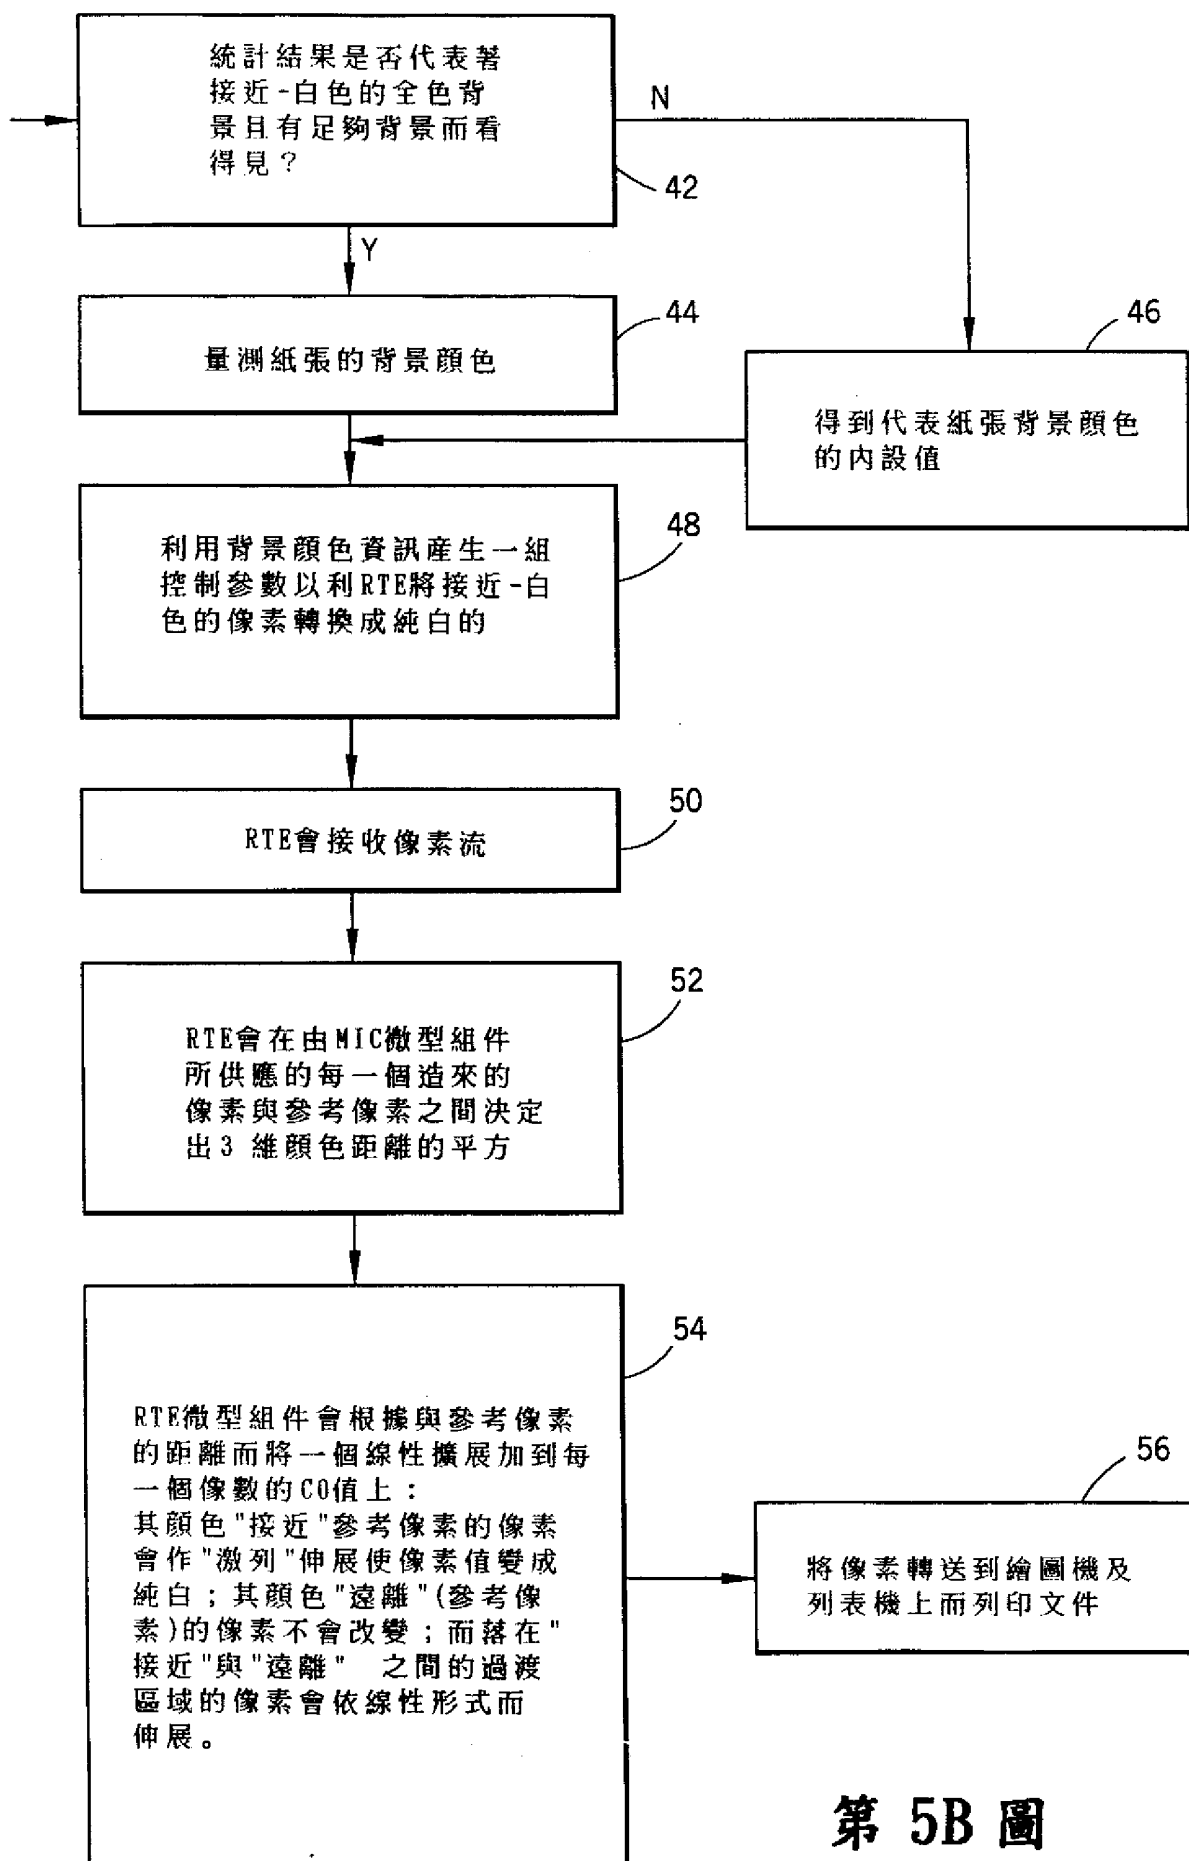 統計結果是否代表著
接近-白色的全色背
景且有足夠背景而看
得見？
N
42
Y
44
量測紙張的背景顏色
46
得到代表紙張背景顏色
的內設值
48
利用背景顏色資訊產生一組
控制參數以利RTE將接近-白
色的像素轉換成純白的
50
RTE會接收像素流
52
RTE會在由MIC微型組件
所供應的每一個造來的
像素與參考像素之間決定
出3 維顏色距離的平方
54
RTE微型組件會根據與參考像素
的距離而將一個線性擴展加到每
一個像數的C0值上：
其顏色"接近"參考像素的像素
會作"激列"伸展使像素值變成
純白；其顏色"遠離"(參考像
素)的像素不會改變；而落在"
接近"與"遠離" 之間的過渡
區域的像素會依線性形式而
伸展。
56
將像素轉送到繪圖機及
列表機上而列印文件
第 5B 圖